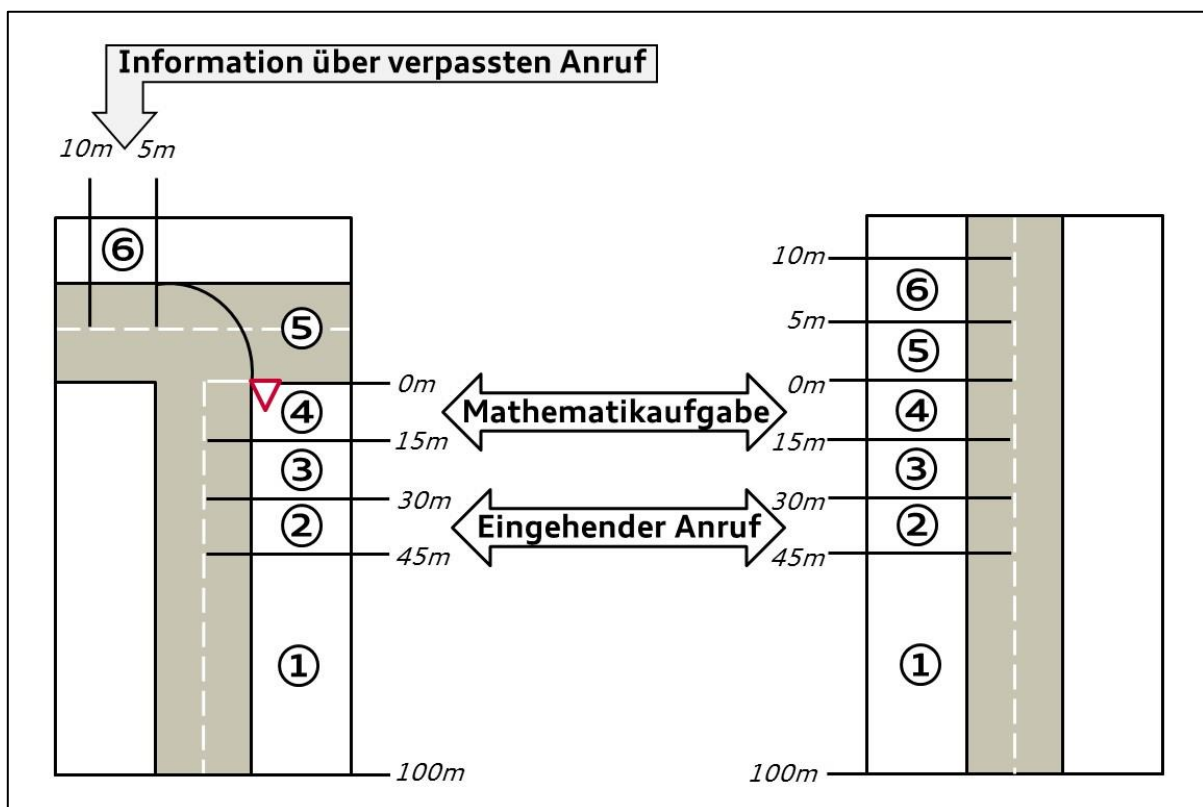 Information über verpassten Anruf
10m 5m
⑥
⑤
0m
④
15m
③
30m
②
45m
①
100m
Mathematikaufgabe
Eingehender Anruf
10m
⑥
5m
⑤
0m
④
15m
③
30m
②
45m
①
100m